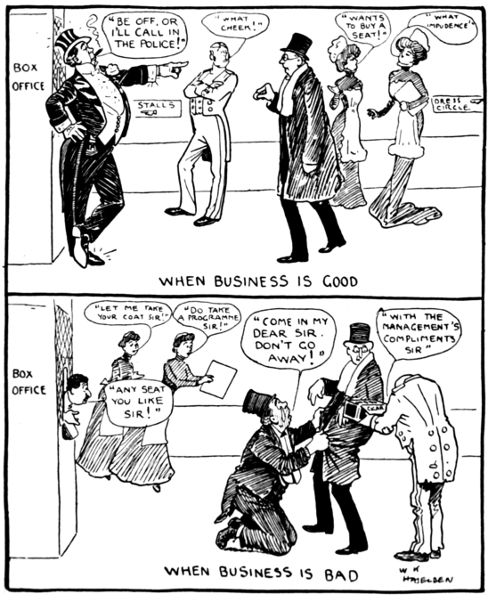 "BE OFF, OR
I'LL CALL IN
THE POLICE!"
"WHAT
CHEEK!"
"WANTS
TO BUY A
SEAT!"
"WHAT
IMPUDENCE"
BOX
OFFICE
STALLS
DRESS
CIRCLE
WHEN BUSINESS IS GOOD
"LET ME TAKE
YOUR COAT SIR!"
"DO TAKE
A PROGRAMME
SIR!"
"COME IN MY
DEAR SIR.
DON'T GO
AWAY!"
"WITH THE
MANAGEMENT'S
COMPLIMENTS
SIR"
BOX
OFFICE
"ANY SEAT
YOU LIKE
SIR!"
WHEN BUSINESS IS BAD
W K
HASELDEN